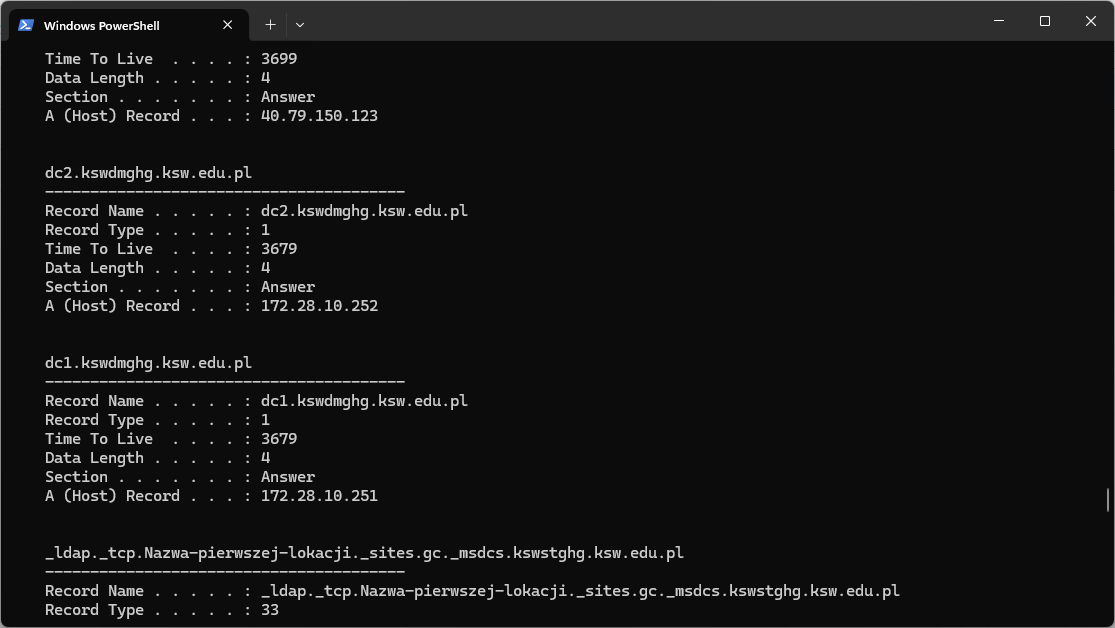 Windows PowerShell
Time To Live  . . . . : 3699
Data Length . . . . . : 4
Section . . . . . . . : Answer
A (Host) Record . . . : 40.79.150.123
dc2.kswdmghg.ksw.edu.pl
----------------------------------------
Record Name . . . . . : dc2.kswdmghg.ksw.edu.pl
Record Type . . . . . : 1
Time To Live  . . . . : 3679
Data Length . . . . . : 4
Section . . . . . . . : Answer
A (Host) Record . . . : 172.28.10.252
dc1.kswdmghg.ksw.edu.pl
----------------------------------------
Record Name . . . . . : dc1.kswdmghg.ksw.edu.pl
Record Type . . . . . : 1
Time To Live  . . . . : 3679
Data Length . . . . . : 4
Section . . . . . . . : Answer
A (Host) Record . . . : 172.28.10.251
_ldap._tcp.Nazwa-pierwszej-lokacji._sites.gc._msdcs.kswstghg.ksw.edu.pl
----------------------------------------
Record Name . . . . . : _ldap._tcp.Nazwa-pierwszej-lokacji._sites.gc._msdcs.kswstghg.ksw.edu.pl
Record Type . . . . . : 33